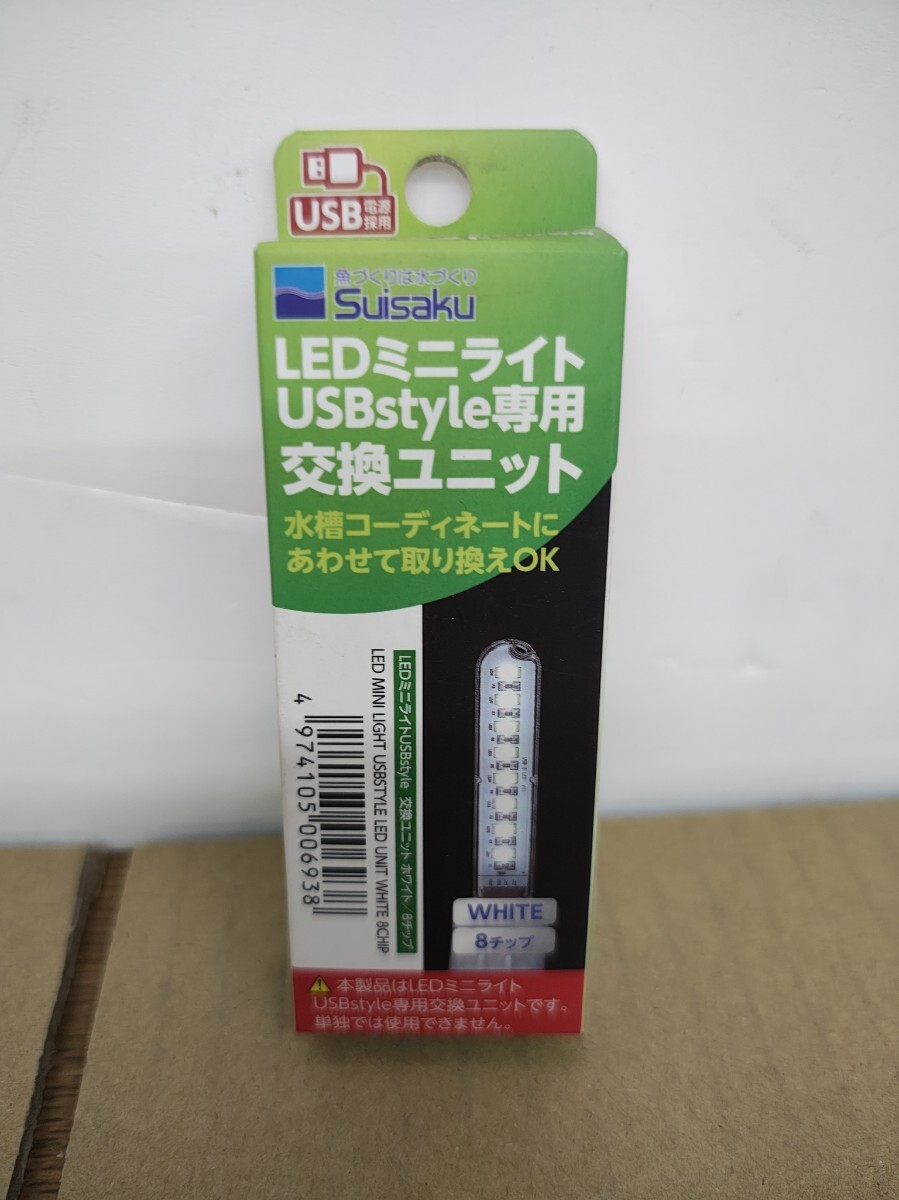 USB電源採用
魚づくりは水づくり
Suisaku
LEDミニライト
USBstyle専用
交換ユニット
水槽コーディネートに
あわせて取り換えOK
LEDミニライトUSBstyle 交換ユニット ホワイト/8チップ
LED MINI LIGHT USBSTYLE LED UNIT WHITE 8CHIP
4 974105 006938
WHITE
8チップ
本製品はLEDミニライト
USBstyle専用交換ユニットです。
単独では使用できません。